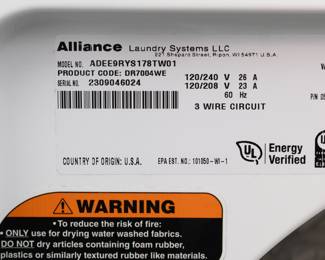 Alliance Laundry Systems LLC
221 Shepard Street, Ripon, WI 54971 U.S.A.
MODEL NO. ADEE9RYS178TW01
PRODUCT CODE: DR7004WE
SERIAL NO. 2309046024
120/240 V 26 A
120/208 V 23 A
60 Hz
3 WIRE CIRCUIT
P/N
COUNTRY OF ORIGIN: U.S.A.
EPA EST. NO.: 101050-WI-1
UL
Energy
Verified
UL
US
WARNING
To reduce the risk of fire:
• ONLY use for drying water washed fabrics.
DO NOT dry articles containing foam rubber,
plastics or similarly textured rubber like materials.